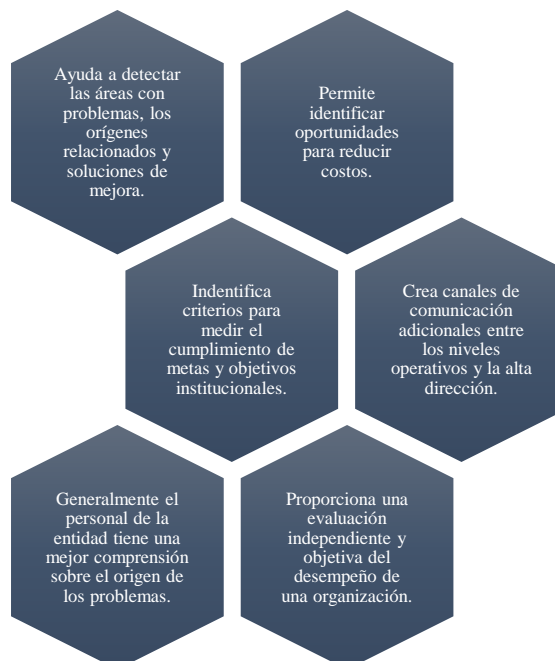 Ayuda a detectar
las áreas con
problemas, los
orígenes
relacionados y
soluciones de
mejora.
Permite
identificar
oportunidades
para reducir
costos.
Indentifica
criterios para
medir el
cumplimiento de
metas y objetivos
institucionales.
Crea canales de
comunicación
adicionales entre
los niveles
operativos y la alta
dirección.
Generalmente el
personal de la
entidad tiene una
mejor comprensión
sobre el origen de
los problemas.
Proporciona una
evaluación
independiente y
objetiva del
desempeño de
una organización.